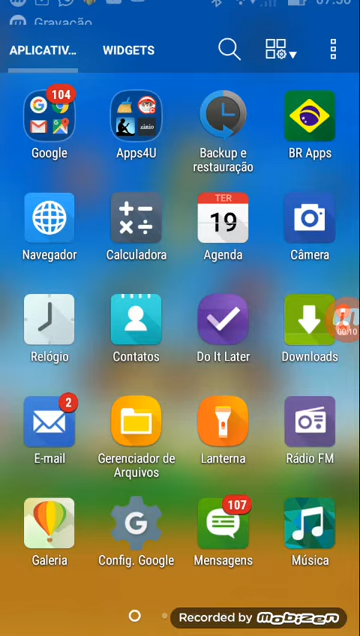 Gravação
APLICATIV...
WIDGETS
104
Google
Apps4U
Backup e
restauração
BR Apps
Navegador
Calculadora
TER
19
Agenda
Câmera
Relógio
Contatos
Do It Later
Downloads
2
E-mail
Gerenciador de
Arquivos
Lanterna
Rádio FM
Galeria
G
Config. Google
107
Mensagens
Música
Recorded by Mobizen